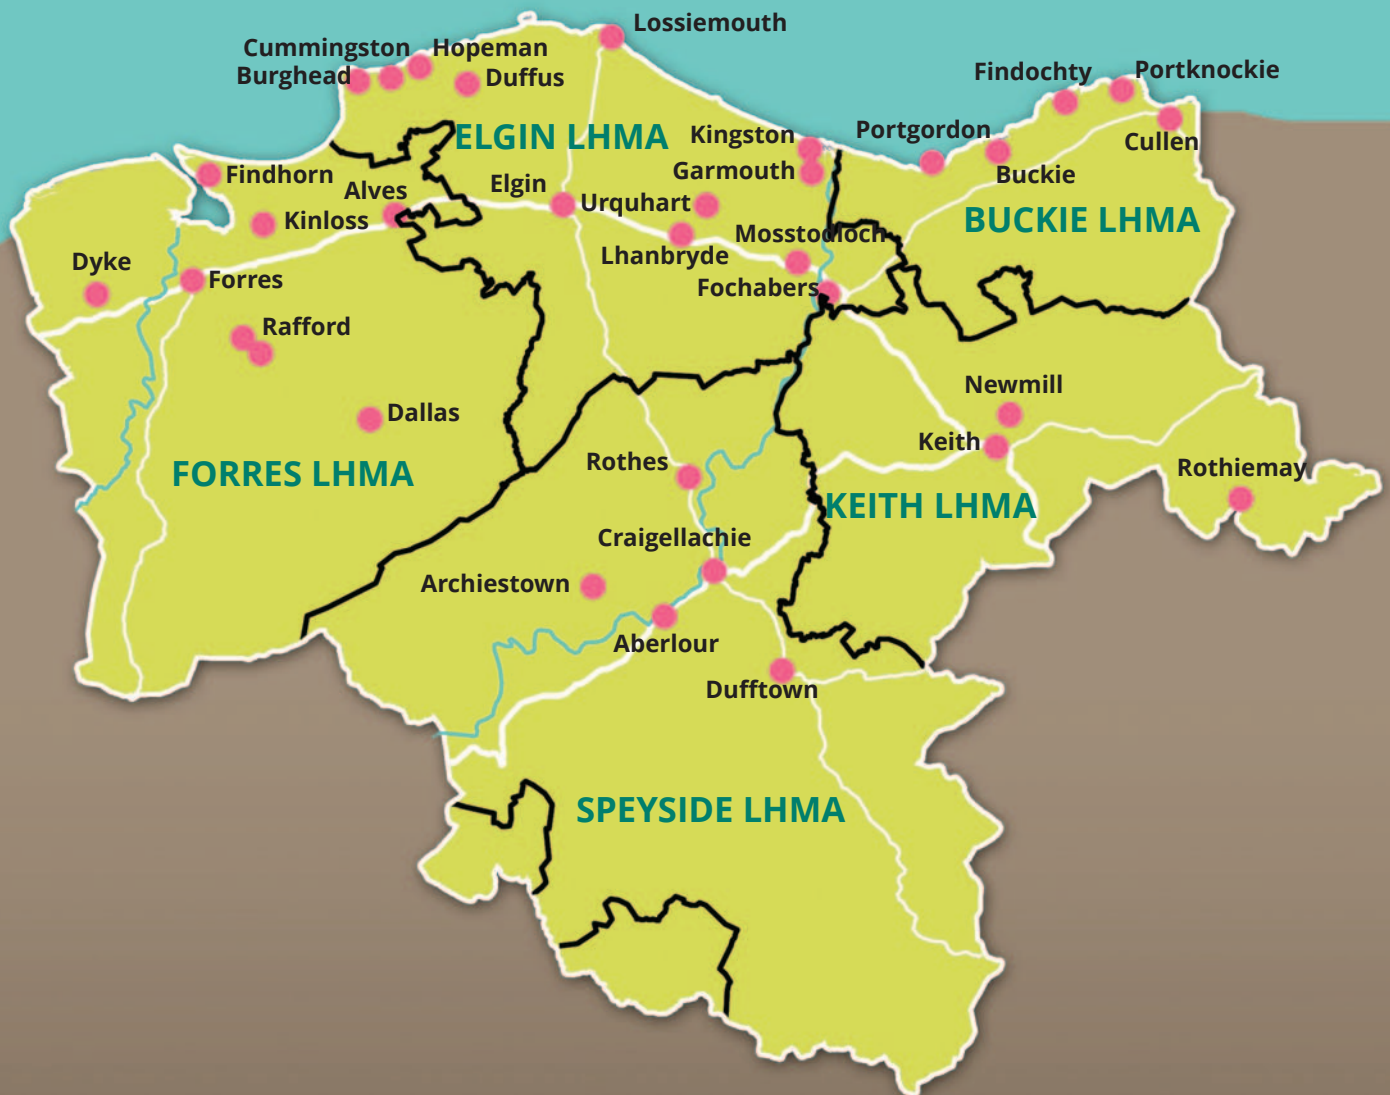 Lossiemouth
Cummingston
Hopeman
Burghead
Duffus
Findochty
Portknockie
ELGIN LHMA
Kingston
Portgordon
Cullen
Garmouth
Findhorn
Alves
Elgin
Urquhart
Buckie
Kinloss
BUCKIE LHMA
Mosstodloch
Lhanbryde
Dyke
Forres
Fochabers
Rafford
Newmill
Dallas
Keith
Rothes
FORRES LHMA
Rothiemay
KEITH LHMA
Craigellachie
Archiestown
Aberlour
Dufftown
SPEYSIDE LHMA